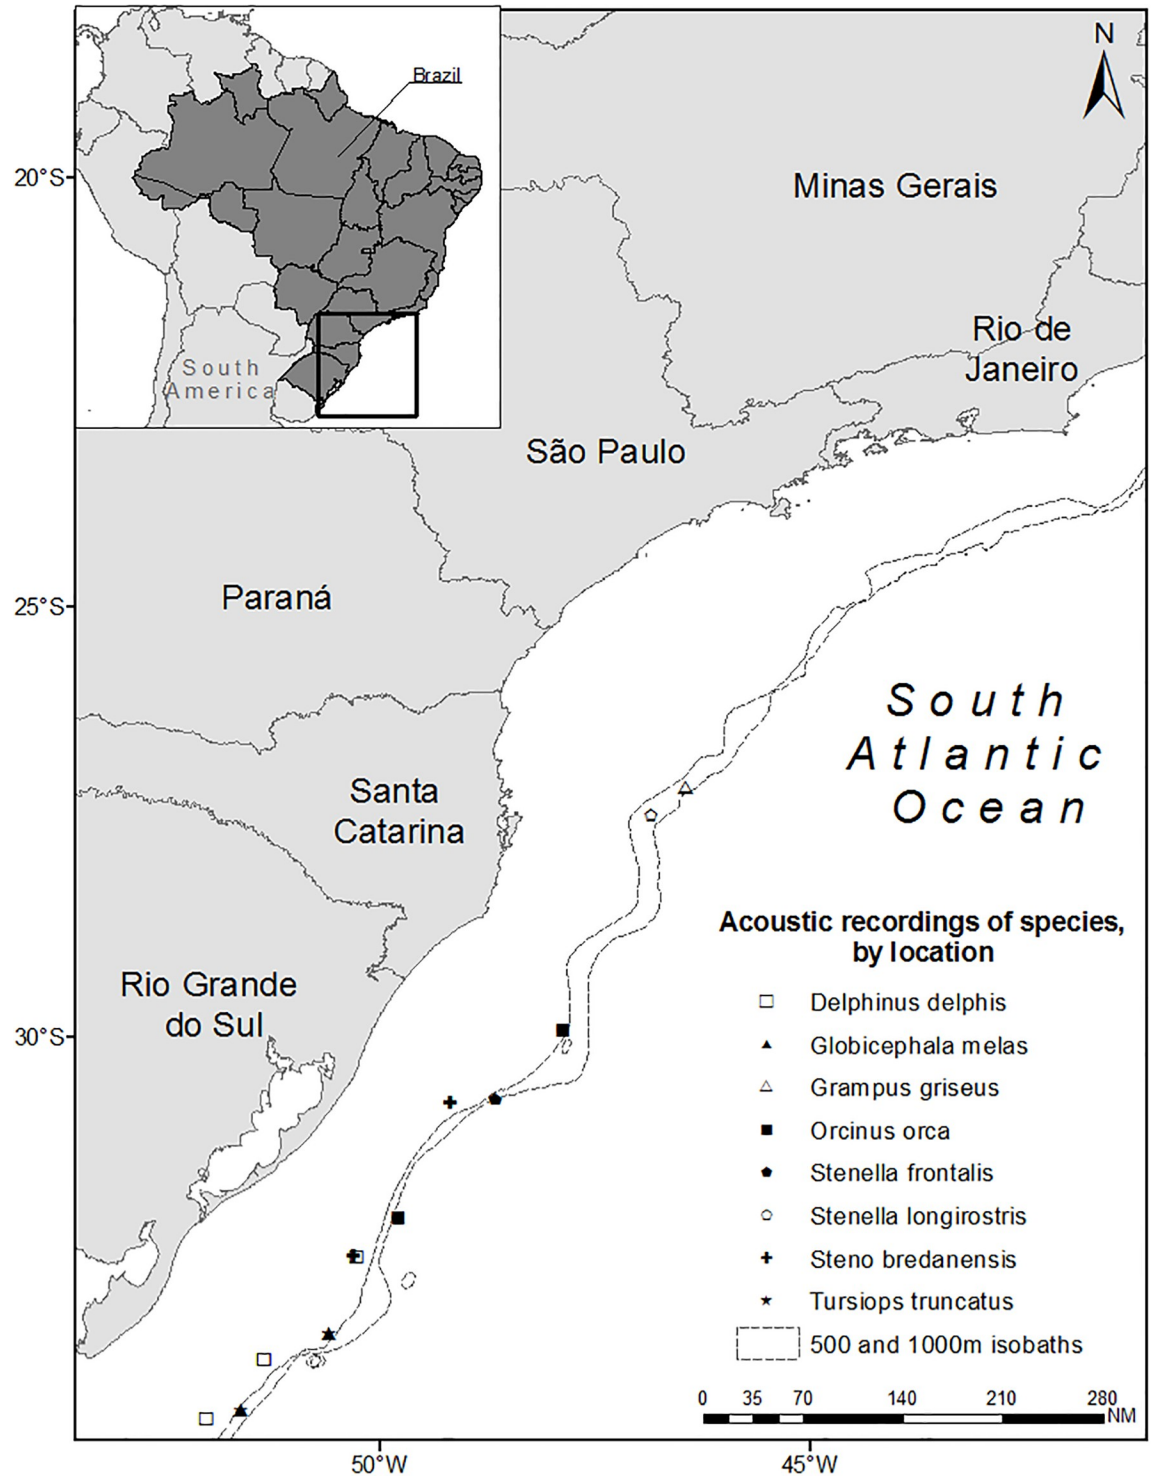 N
Brazil
20°S
Minas Gerais
Rio de
Janeiro
South
America
São Paulo
25°S
Paraná
South
Atlantic
Ocean
Santa
Catarina
Acoustic recordings of species,
by location
Rio Grande
do Sul
Delphinus delphis
30°S
Globicephala melas
Grampus griseus
Orcinus orca
Stenella frontalis
Stenella longirostris
Steno bredanensis
Tursiops truncatus
500 and 1000m isobaths
0 35 70 140 210 280
NM
50°W 45°W